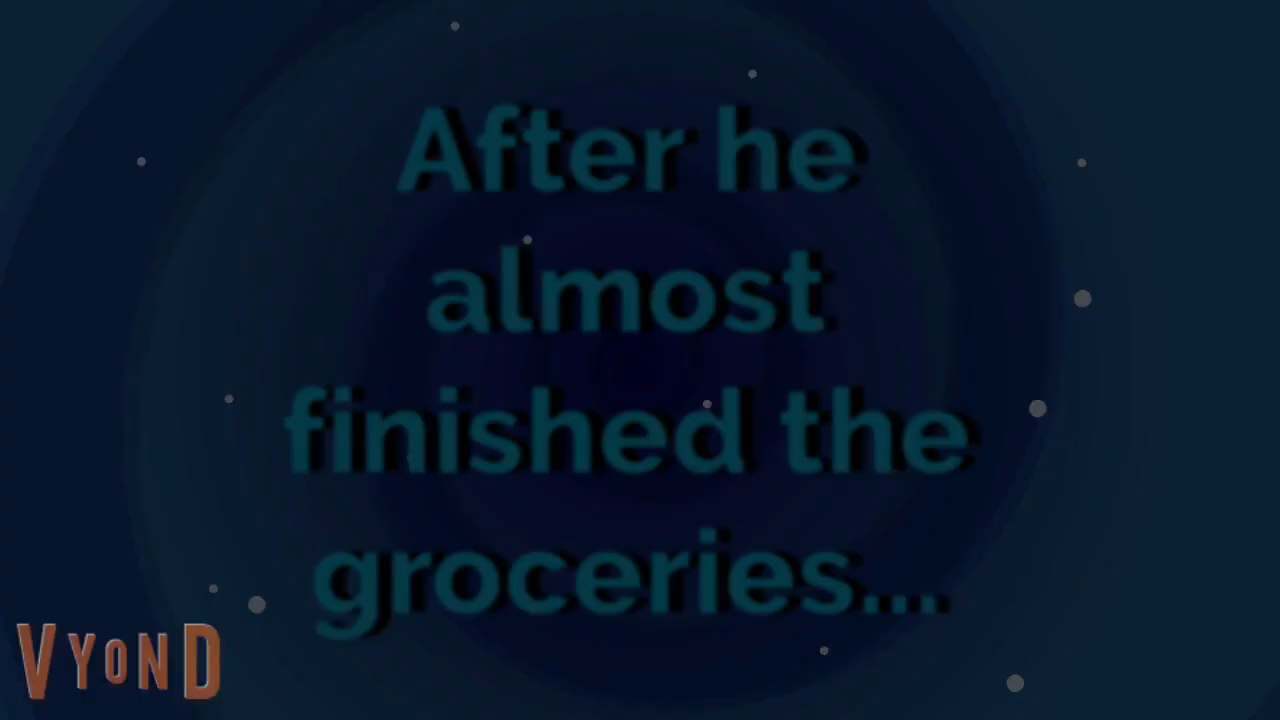 After he
almost
finished the
groceries....
VYOND